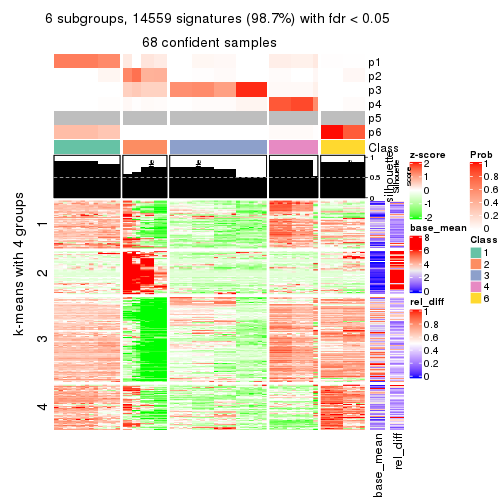 6 subgroups, 14559 signatures (98.7%) with fdr < 0.05
68 confident samples
p1
p2
p3
p4
p5
p6
Class
1
0.5
0
silhouette
Silhouette
score
k-means with 4 groups
1
2
3
4
base_mean
rel_diff
z-score
2
1
0
-1
-2
base_mean
8
6
4
2
0
rel_diff
1
0.8
0.6
0.4
0.2
0
Prob
1
0.8
0.6
0.4
0.2
0
Class
1
2
3
4
6